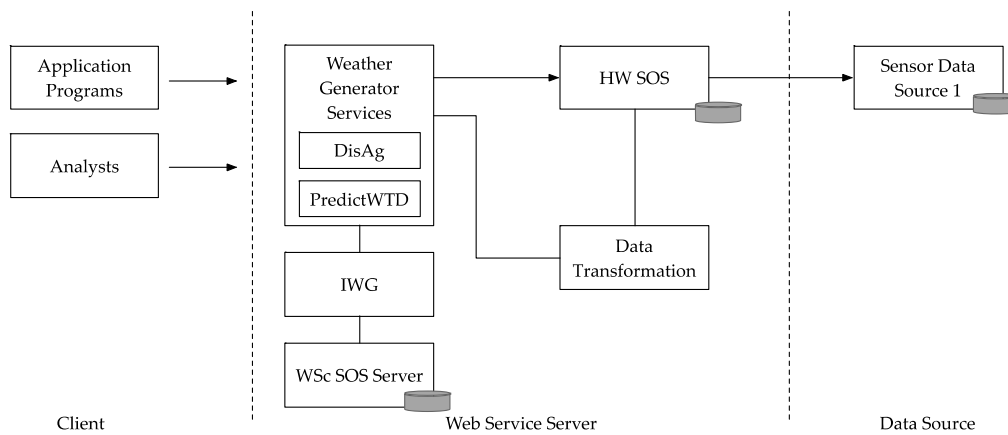 Application
Programs
Analysts
Weather
Generator
Services
DisAg
PredictWTD
IWG
WSc SOS Server
HW SOS
Data
Transformation
Sensor Data
Source 1
Client
Web Service Server
Data Source